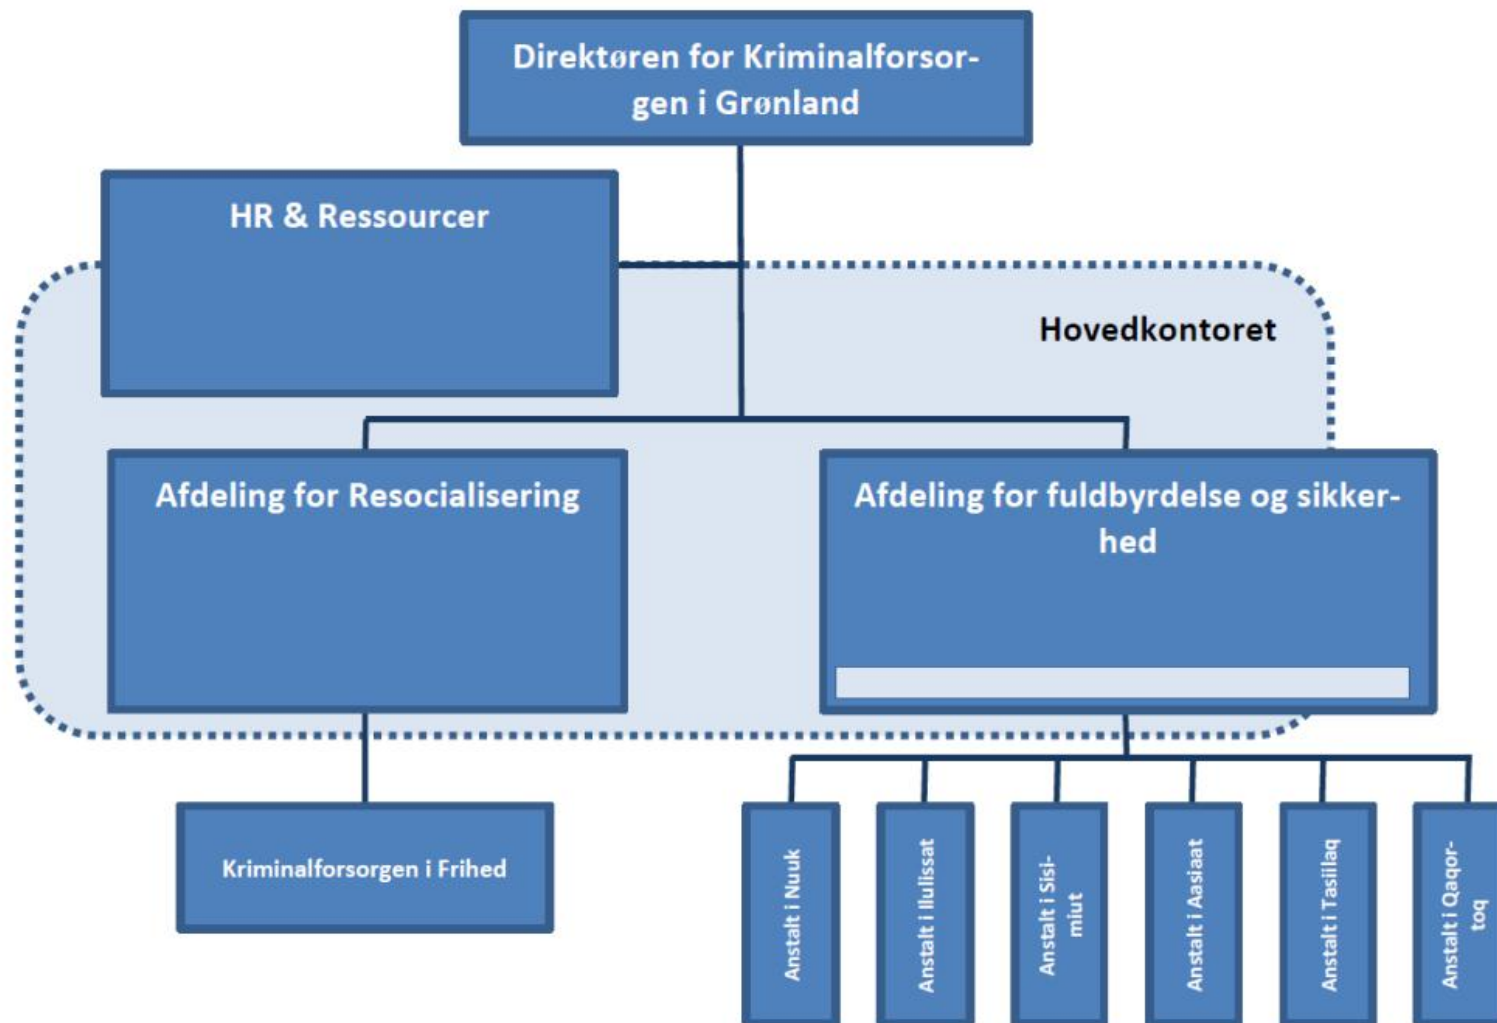 Direktøren for Kriminalforsor-
gen i Grønland
HR & Ressourcer
Hovedkontoret
Afdeling for Resocialisering
Afdeling for fuldbyrdelse og sikker-
hed
Kriminalforsorgen i Frihed
Anstalt i Nuuk
Anstalt i Ilulissat
Anstalt i Sisi-
miut
Anstalt i Aasiaat
Anstalt i Tasiilaq
Anstalt i Qaqor-
toq